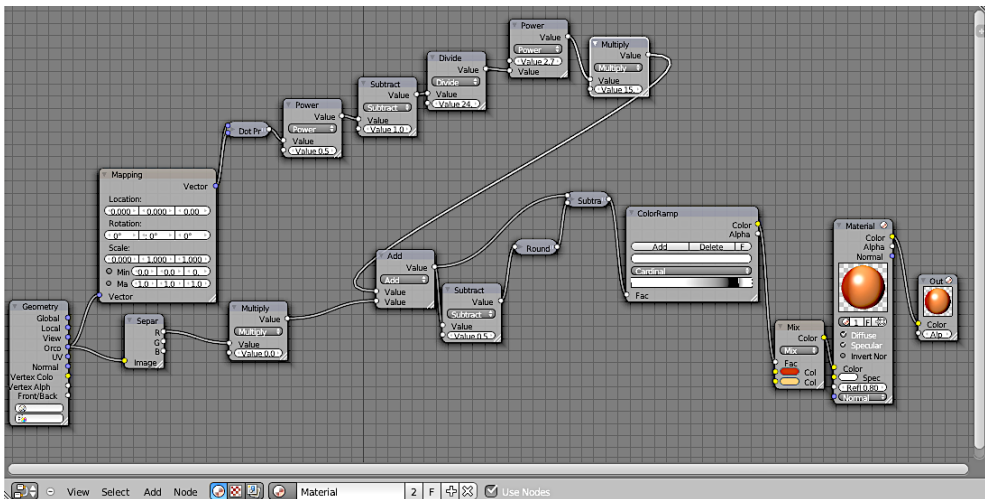 Power
Value
Power
Value 2.7
Value
Multiply
Value
Multiply
Value
Value 15.
Divide
Value
Divide
Value
Value 24.
Subtract
Value
Subtract
Value
Value 1.0
Power
Value
Power
Value
Value 0.5
Dot Pr
Mapping
Vector
Location:
0.000 0.000 0.00
Rotation:
0° 0° 0°
Scale:
0.000 1.000 1.000
Min 0.0 0.0 0.
Ma 1.0 1.0 1.0
Vector
Subtra
Round
Add
Value
Add
Value
Value
Subtract
Value
Subtract
Value
Value 0.5
ColorRamp
Color
Alpha
Add Delete F
Cardinal
Fac
Material
Color
Alpha
Normal
1 F
Diffuse
Specular
Invert Nor
Color
Spec
Refl 0.80
Normal
Out
Color
Alp
Mix
Color
Mix
Fac
Col
Col
Geometry
Global
Local
View
Orco
UV
Normal
Vertex Colo
Vertex Alph
Front/Back
Separ
R
G
B
Image
Multiply
Value
Multiply
Value
Value 0.0
View Select Add Node Material 2 F Use Nodes